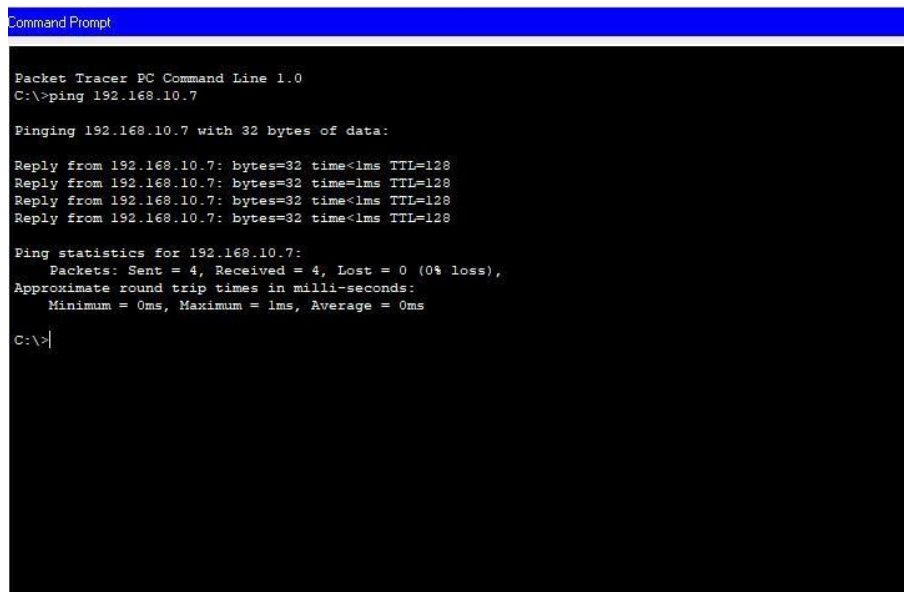 Command Prompt
Packet Tracer PC Command Line 1.0
C:\>ping 192.168.10.7
Pinging 192.168.10.7 with 32 bytes of data:
Reply from 192.168.10.7: bytes=32 time<1ms TTL=128
Reply from 192.168.10.7: bytes=32 time=1ms TTL=128
Reply from 192.168.10.7: bytes=32 time<1ms TTL=128
Reply from 192.168.10.7: bytes=32 time<1ms TTL=128
Ping statistics for 192.168.10.7:
Packets: Sent = 4, Received = 4, Lost = 0 (0% loss),
Approximate round trip times in milli-seconds:
Minimum = 0ms, Maximum = 1ms, Average = 0ms
C:\>